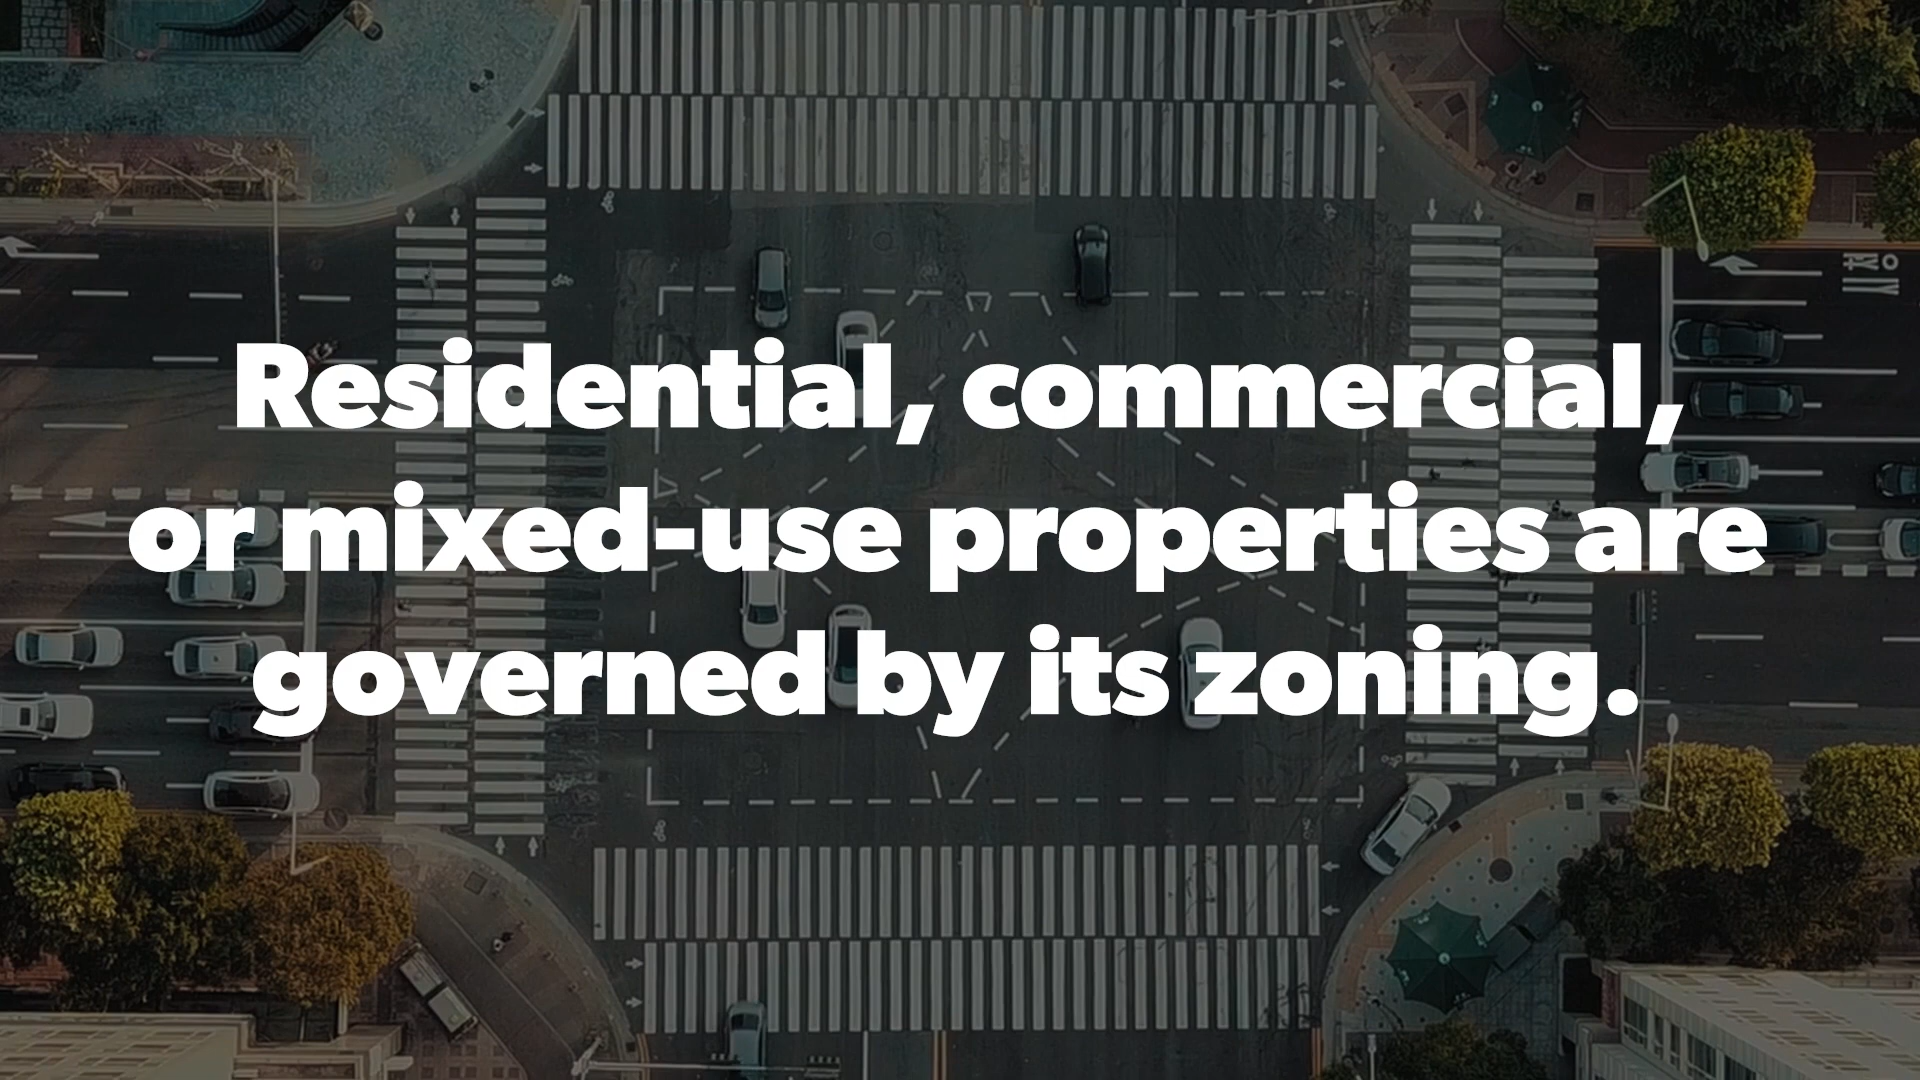 Residential, commercial,
or mixed-use properties are
governed by its zoning.